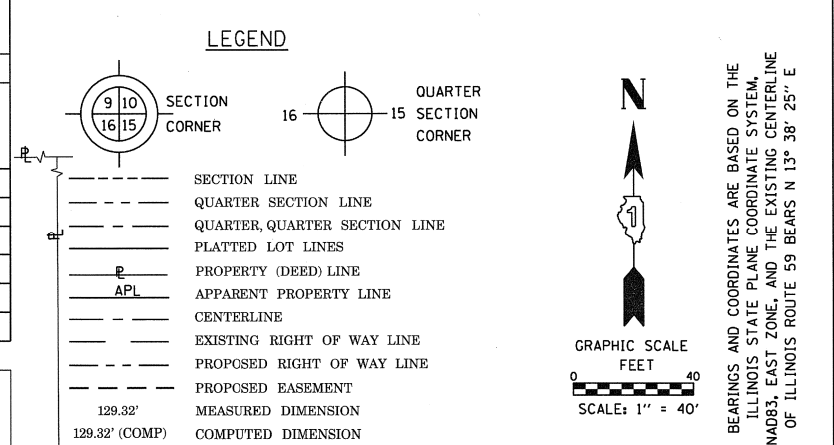 LEGEND
9 10 SECTION
16 15 CORNER
QUARTER
16 15 SECTION
CORNER
PL
PL
SECTION LINE
QUARTER SECTION LINE
QUARTER, QUARTER SECTION LINE
PLATTED LOT LINES
PL PROPERTY (DEED) LINE
APL APPARENT PROPERTY LINE
CENTERLINE
EXISTING RIGHT OF WAY LINE
PROPOSED RIGHT OF WAY LINE
PROPOSED EASEMENT
129.32' MEASURED DIMENSION
129.32' (COMP) COMPUTED DIMENSION
N
1
GRAPHIC SCALE
FEET
0 40
SCALE: 1" = 40'
BEARINGS AND COORDINATES ARE BASED ON THE
ILLINOIS STATE PLANE COORDINATE SYSTEM,
NAD83, EAST ZONE, AND THE EXISTING CENTERLINE
OF ILLINOIS ROUTE 59 BEARS N 13° 38' 25" E